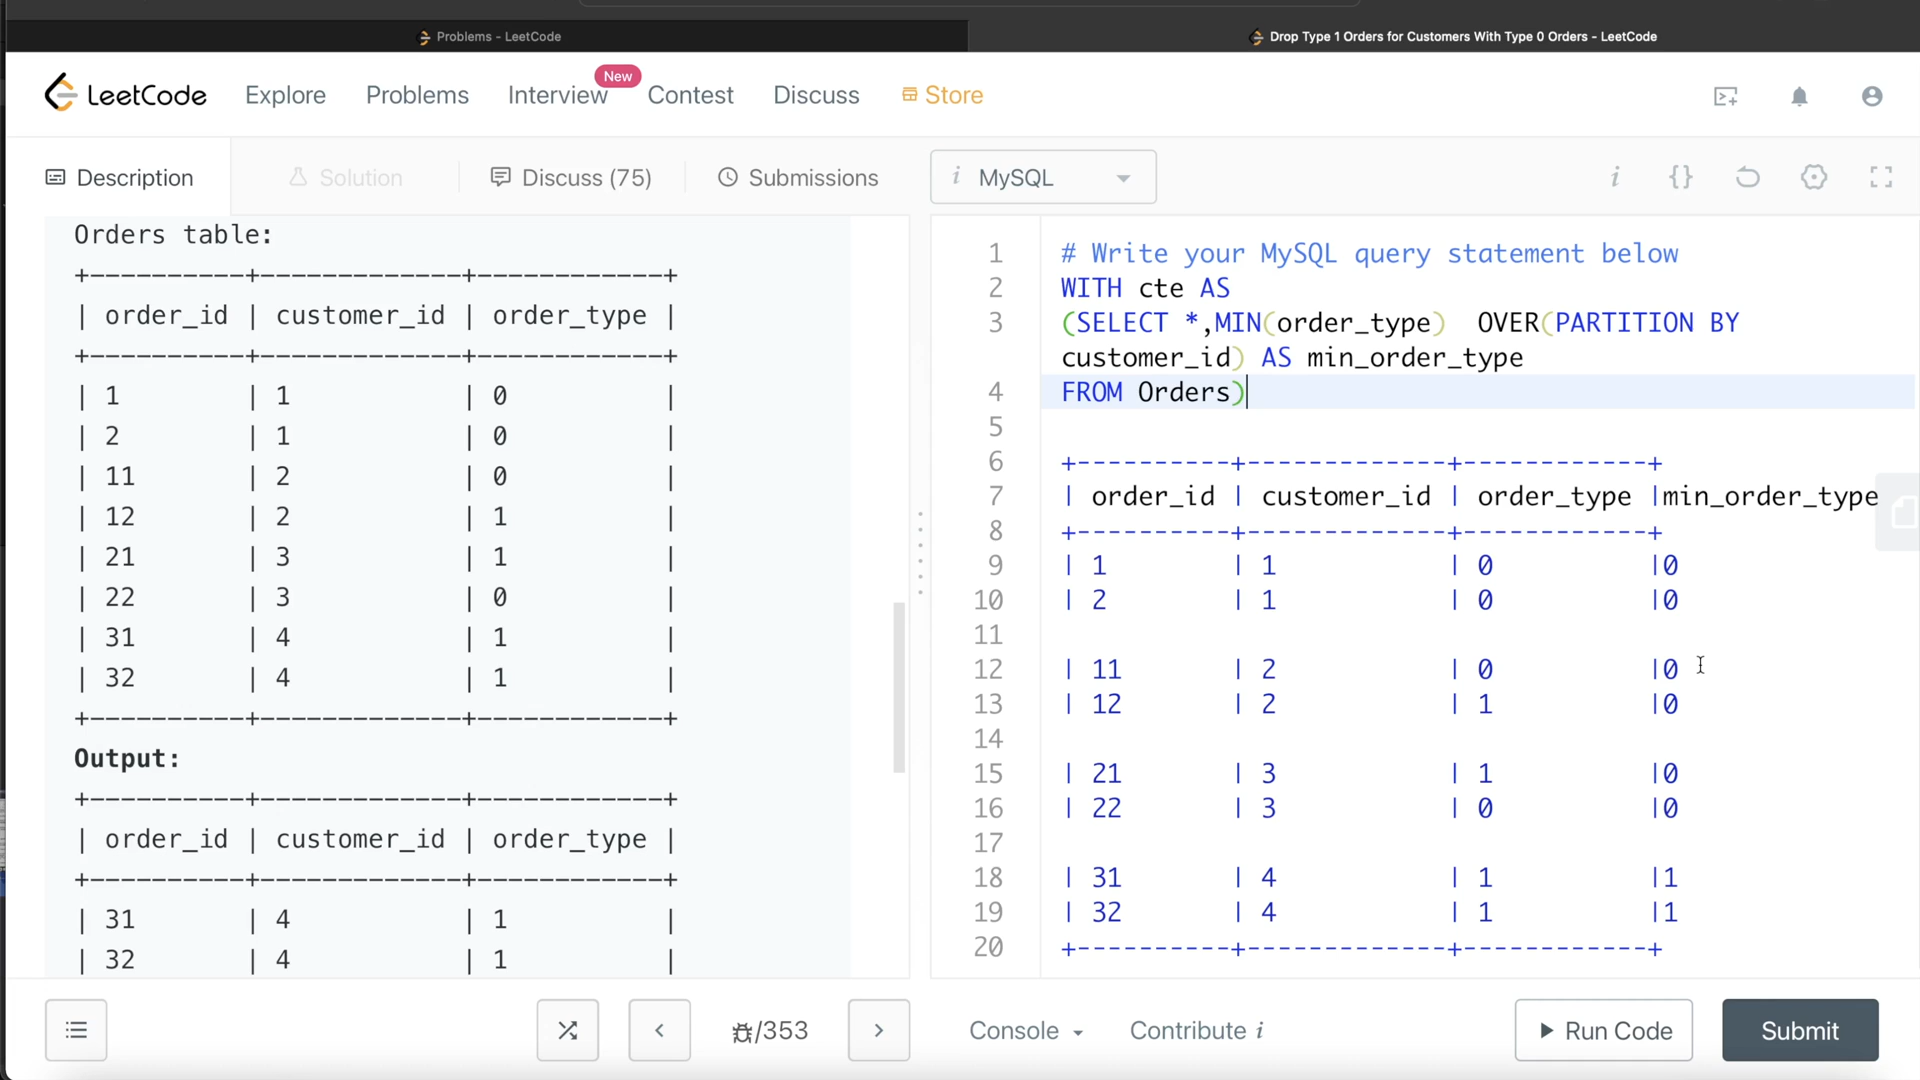 Problems - LeetCode
Drop Type 1 Orders for Customers With Type 0 Orders - LeetCode
LeetCode Explore Problems Interview New Contest Discuss Store
Description Solution Discuss (75) Submissions
i MySQL
i {}
Orders table:
+----------+-------------+------------+
| order_id | customer_id | order_type |
+----------+-------------+------------+
| 1 | 1 | 0 |
| 2 | 1 | 0 |
| 11 | 2 | 0 |
| 12 | 2 | 1 |
| 21 | 3 | 1 |
| 22 | 3 | 0 |
| 31 | 4 | 1 |
| 32 | 4 | 1 |
+----------+-------------+------------+
Output:
+----------+-------------+------------+
| order_id | customer_id | order_type |
+----------+-------------+------------+
| 31 | 4 | 1 |
| 32 | 4 | 1 |
1 # Write your MySQL query statement below
2 WITH cte AS
3 (SELECT *,MIN(order_type)  OVER(PARTITION BY
customer_id) AS min_order_type
4 FROM Orders)
5
6 +----------+-------------+------------+
7 | order_id | customer_id | order_type |min_order_type
8 +----------+-------------+------------+
9 | 1 | 1 | 0 |0
10 | 2 | 1 | 0 |0
11
12 | 11 | 2 | 0 |0
13 | 12 | 2 | 1 |0
14
15 | 21 | 3 | 1 |0
16 | 22 | 3 | 0 |0
17
18 | 31 | 4 | 1 |1
19 | 32 | 4 | 1 |1
20 +----------+-------------+------------+
/353
Console Contribute i
Run Code Submit